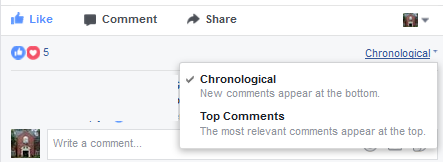 Like Comment Share
5 Chronological
Chronological
New comments appear at the bottom.
Top Comments
The most relevant comments appear at the top.
Write a comment...